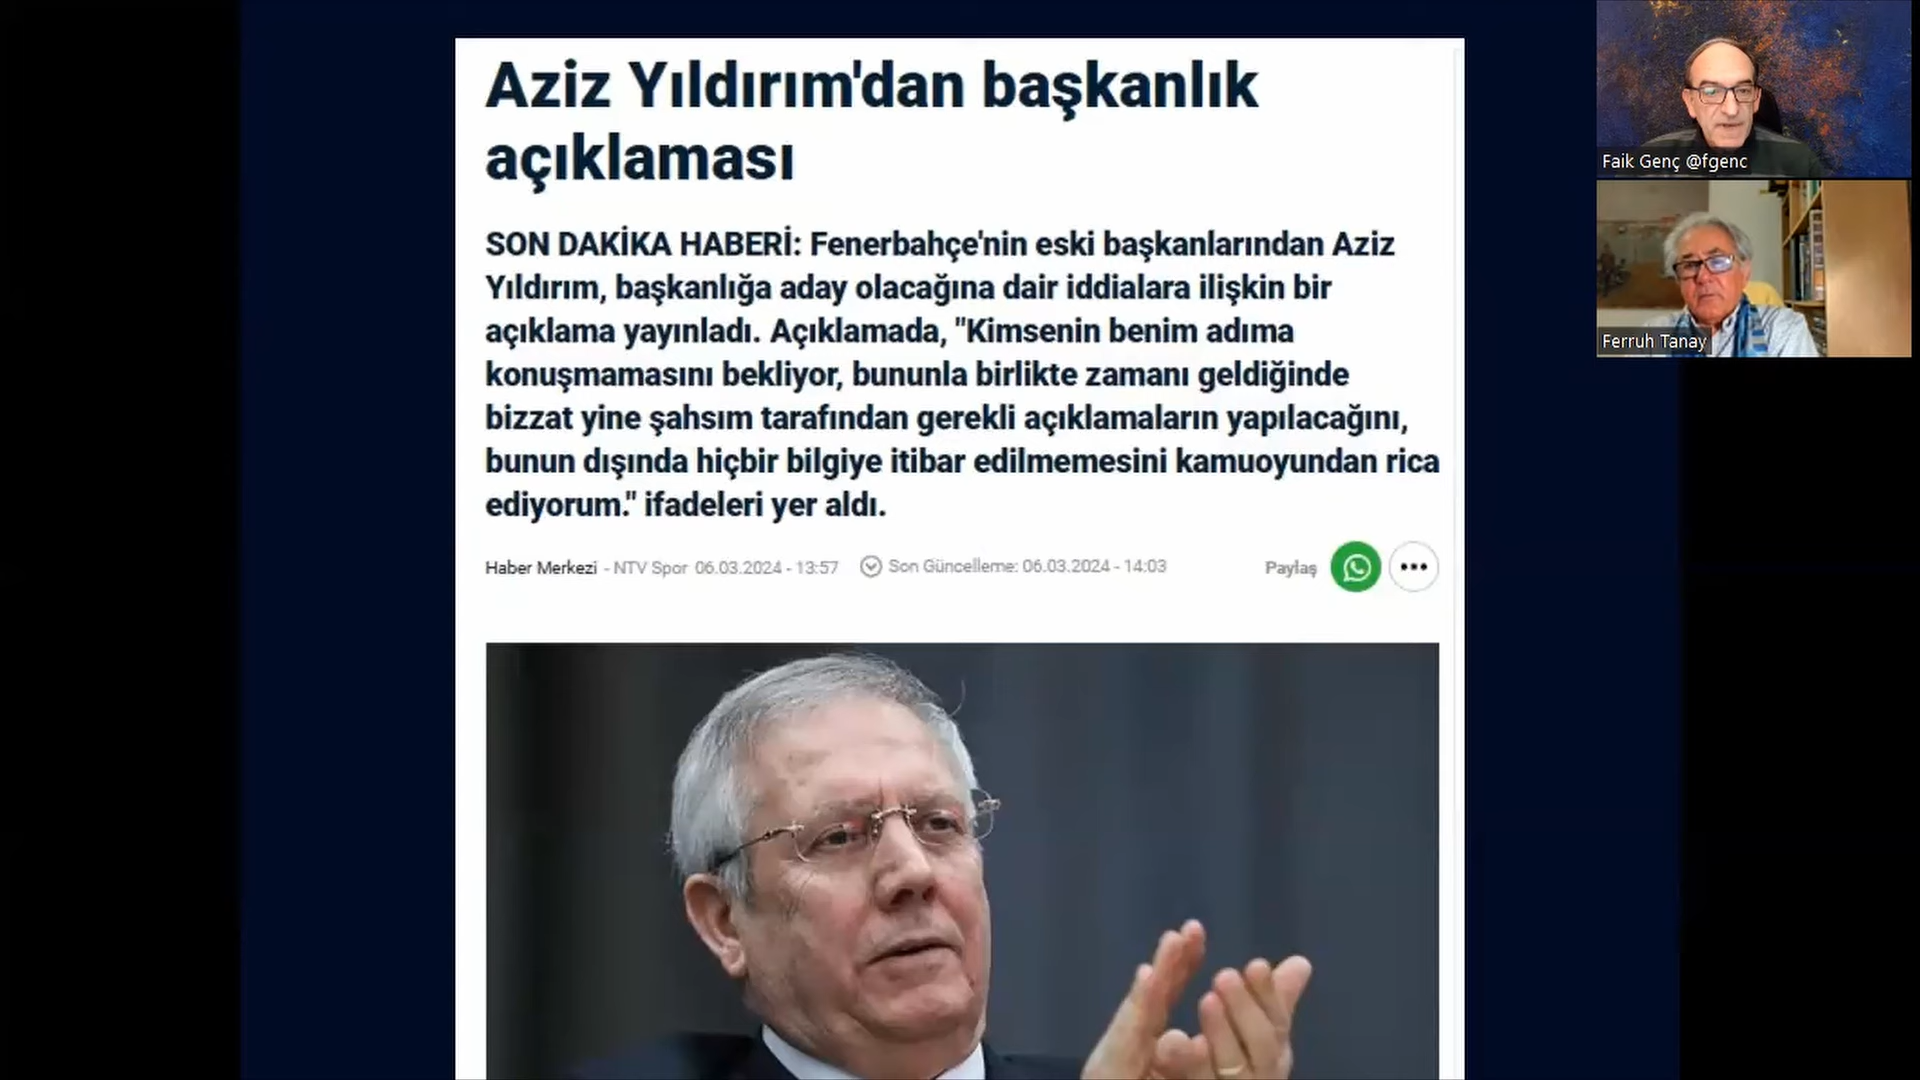 Aziz Yıldırım'dan başkanlık
açıklaması
SON DAKİKA HABERİ: Fenerbahçe'nin eski başkanlarından Aziz
Yıldırım, başkanlığa aday olacağına dair iddialara ilişkin bir
açıklama yayınladı. Açıklamada, "Kimsenin benim adıma
konuşmamasını bekliyor, bununla birlikte zamanı geldiğinde
bizzat yine şahsım tarafından gerekli açıklamaların yapılacağını,
bunun dışında hiçbir bilgiye itibar edilmemesini kamuoyundan rica
ediyorum." ifadeleri yer aldı.
Haber Merkezi - NTV Spor 06.03.2024 - 13:57 Son Güncelleme: 06.03.2024 - 14:03 Paylaş
Faik Genç @fgenc
Ferruh Tanay